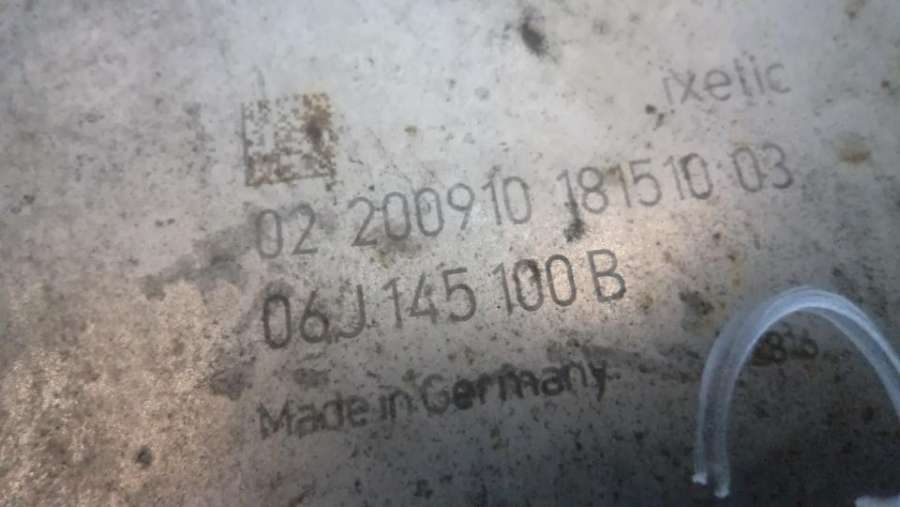 ixetic
02 200910 181510 03
06J 145 100 B
Made in Germany